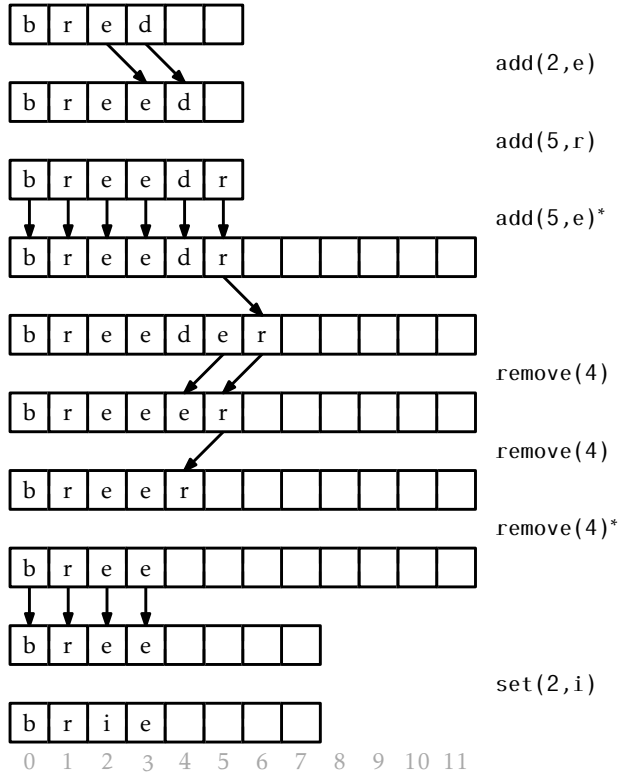 b r e d
add(2,e)
b r e e d
add(5,r)
b r e e d r
add(5,e)*
b r e e d r
b r e e d e r
remove(4)
b r e e e r
remove(4)
b r e e r
remove(4)*
b r e e
b r e e
set(2,i)
b r i e
0 1 2 3 4 5 6 7 8 9 10 11